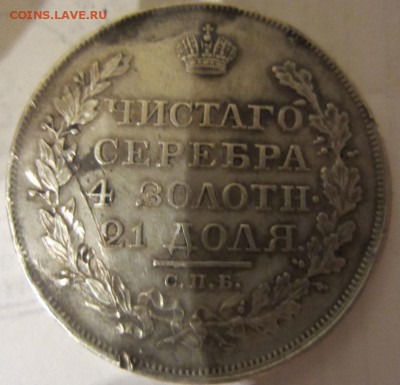 COINS.LAVE.RU
ЧИСТАГО
СЕРЕБРА
4 ЗОЛОТН.
21 ДОЛЯ.
С.П.Б.